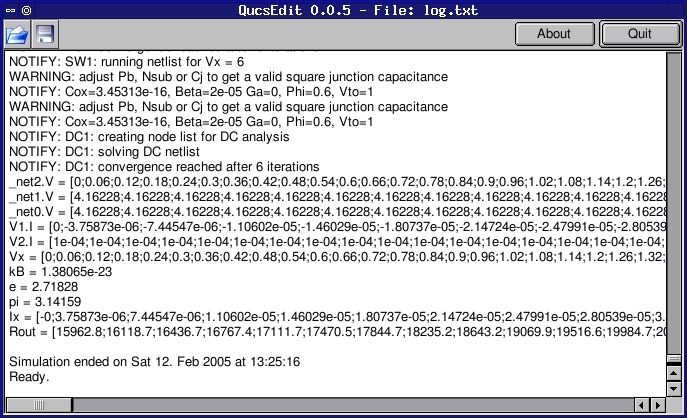 QucsEdit 0.0.5 - File: log.txt
About
Quit
NOTIFY: SW1: running netlist for Vx = 6
WARNING: adjust Pb, Nsub or Cj to get a valid square junction capacitance
NOTIFY: Cox=3.45313e-16, Beta=2e-05 Ga=0, Phi=0.6, Vto=1
WARNING: adjust Pb, Nsub or Cj to get a valid square junction capacitance
NOTIFY: Cox=3.45313e-16, Beta=2e-05 Ga=0, Phi=0.6, Vto=1
NOTIFY: DC1: creating node list for DC analysis
NOTIFY: DC1: solving DC netlist
NOTIFY: DC1: convergence reached after 6 iterations
_net2.V = [0;0.06;0.12;0.18;0.24;0.3;0.36;0.42;0.48;0.54;0.6;0.66;0.72;0.78;0.84;0.9;0.96;1.02;1.08;1.14;1.2;1.26;
_net1.V = [4.16228;4.16228;4.16228;4.16228;4.16228;4.16228;4.16228;4.16228;4.16228;4.16228;4.16228;4.16228
_net0.V = [4.16228;4.16228;4.16228;4.16228;4.16228;4.16228;4.16228;4.16228;4.16228;4.16228;4.16228;4.16228
V1.I = [0;-3.75873e-06;-7.44547e-06;-1.10602e-05;-1.46029e-05;-1.80737e-05;-2.14724e-05;-2.47991e-05;-2.80539
V2.I = [1e-04;1e-04;1e-04;1e-04;1e-04;1e-04;1e-04;1e-04;1e-04;1e-04;1e-04;1e-04;1e-04;1e-04;1e-04;1e-04;
Vx = [0;0.06;0.12;0.18;0.24;0.3;0.36;0.42;0.48;0.54;0.6;0.66;0.72;0.78;0.84;0.9;0.96;1.02;1.08;1.14;1.2;1.26;1.32;
kB = 1.38065e-23
e = 2.71828
pi = 3.14159
Ix = [-0;3.75873e-06;7.44547e-06;1.10602e-05;1.46029e-05;1.80737e-05;2.14724e-05;2.47991e-05;2.80539e-05;3.
Rout = [15962.8;16118.7;16436.7;16767.4;17111.7;17470.5;17844.7;18235.2;18643.2;19069.9;19516.6;19984.7;20
Simulation ended on Sat 12. Feb 2005 at 13:25:16
Ready.